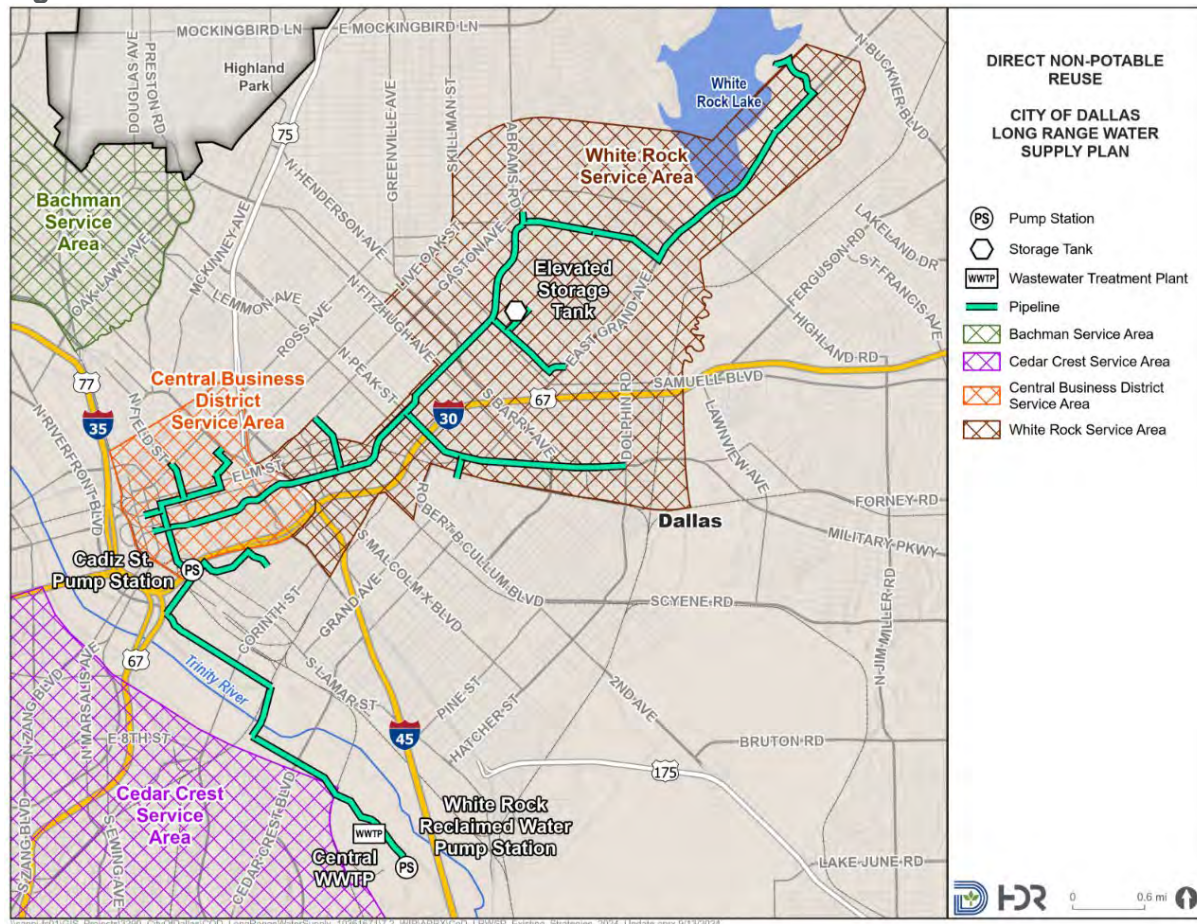 MOCKINGBIRD LN
E MOCKINGBIRD LN
DOUGLAS AVE
PRESTON RD
Highland
Park
75
GREENVILLE AVE
SKILLMAN ST
ABRAMS RD
White
Rock Lake
N BUCKNER BLVD
White Rock
Service Area
Bachman
Service
Area
OAK LAWN AVE
MCKINNEY AVE
N HENDERSON AVE
LIVE OAK ST
GASTON AVE
LAKELAND DR
FERGUSON RD
ST FRANCIS AVE
LEMMON AVE
ROSS AVE
N FITZHUGH AVE
Elevated
Storage
Tank
EAST GRAND AVE
HIGHLAND RD
N PEAK ST
SAMUELL BLVD
77
Central Business
District
Service Area
67
30
35
S BARRY AVE
DOLPHIN RD
LAWNVIEW AVE
N FIELD ST
N RIVERFRONT BLVD
ELM ST
FORNEY RD
ROBERT B CULLUM BLVD
Dallas
MILITARY PKWY
Cadiz St.
Pump Station
PS
S MALCOLM X BLVD
GRAND AVE
CORINTH ST
SCYENE RD
N JIM MILLER RD
67
Trinity River
S LAMAR ST
PINE ST
2ND AVE
HATCHER ST
N ZANG BLVD
N MARSALIS AVE
E 8TH ST
45
BRUTON RD
175
Cedar Crest
Service
Area
S ZANG BLVD
S EWING AVE
CEDAR CREST BLVD
White Rock
Reclaimed Water
Pump Station
WWTP
Central
WWTP
PS
LAKE JUNE RD
DIRECT NON-POTABLE
REUSE
CITY OF DALLAS
LONG RANGE WATER
SUPPLY PLAN
PS Pump Station
Storage Tank
WWTP Wastewater Treatment Plant
Pipeline
Bachman Service Area
Cedar Crest Service Area
Central Business District
Service Area
White Rock Service Area
HDR
0 0.6 mi